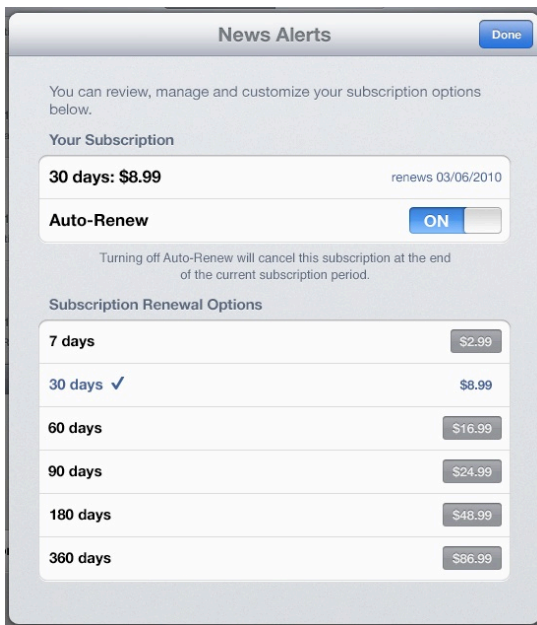 News Alerts
Done
You can review, manage and customize your subscription options
below.
Your Subscription
30 days: $8.99 renews 03/06/2010
Auto-Renew ON
Turning off Auto-Renew will cancel this subscription at the end
of the current subscription period.
Subscription Renewal Options
7 days $2.99
30 days ✓ $8.99
60 days $16.99
90 days $24.99
180 days $48.99
360 days $86.99